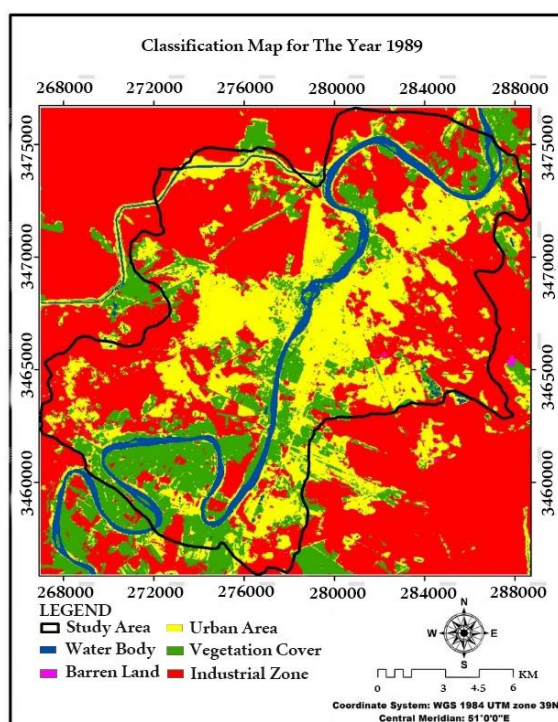 Classification Map for The Year 1989
268000 272000 276000 280000 284000 288000
3475000 3475000
3470000 3470000
3465000 3465000
3460000 3460000
268000 272000 276000 280000 284000 288000
LEGEND
Study Area Urban Area
Water Body Vegetation Cover
Barren Land Industrial Zone
N
W E
S
KM
0 3 4.5 6
Coordinate System: WGS 1984 UTM zone 39N
Central Meridian: 51°0'0"E